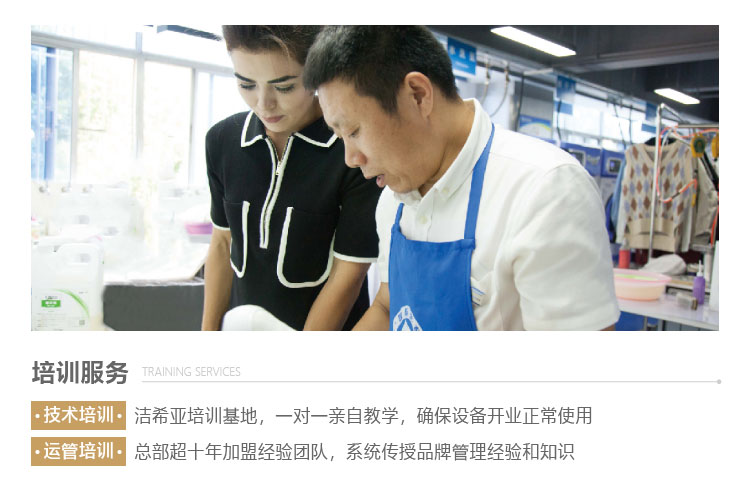 培训服务 TRAINING SERVICES
·技术培训· 洁希亚培训基地，一对一亲自教学，确保设备开业正常使用
·运管培训· 总部超十年加盟经验团队，系统传授品牌管理经验和知识